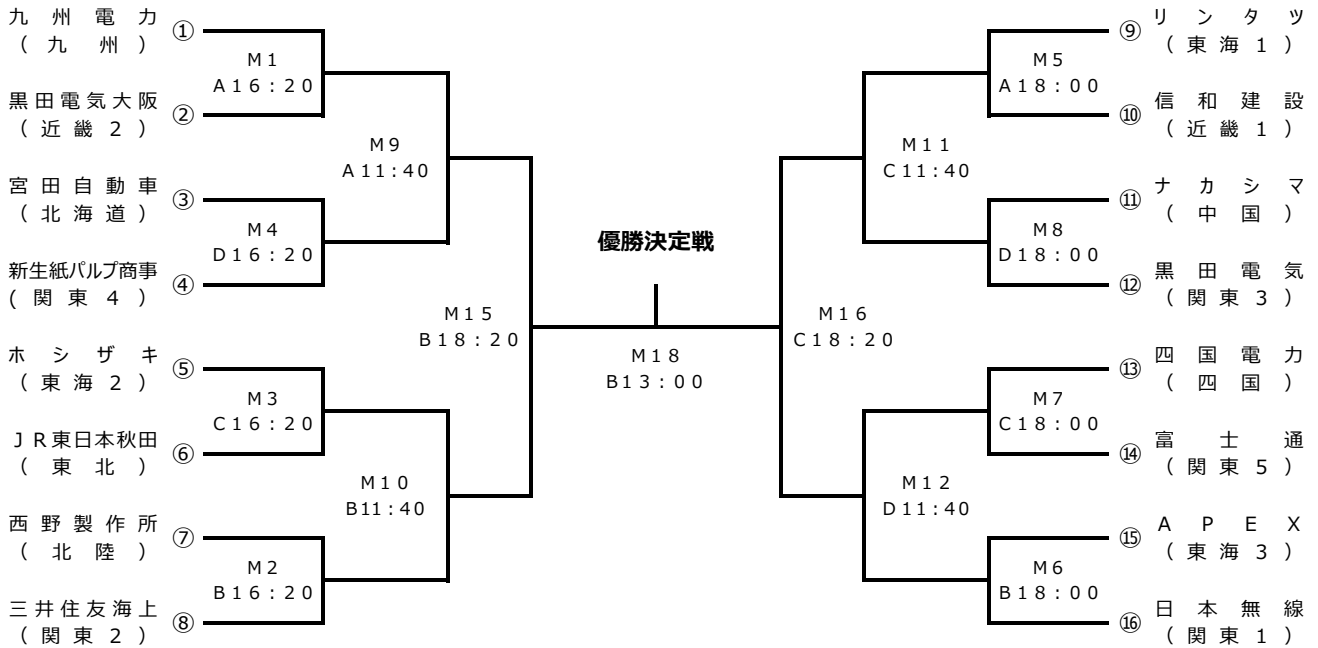 九州電力
(九州)
①
M1
A16:20
黒田電気大阪
(近畿2)
②
M9
A11:40
宮田自動車
(北海道)
③
M4
D16:20
新生紙パルプ商事
(関東4)
④
M15
B18:20
ホシザキ
(東海2)
⑤
M3
C16:20
JR東日本秋田
(東北)
⑥
M10
B11:40
西野製作所
(北陸)
⑦
M2
B16:20
三井住友海上
(関東2)
⑧
優勝決定戦
M18
B13:00
⑨
リンタツ
(東海1)
M5
A18:00
⑩
信和建設
(近畿1)
M11
C11:40
⑪
ナカシマ
(中国)
M8
D18:00
⑫
黒田電気
(関東3)
M16
C18:20
⑬
四国電力
(四国)
M7
C18:00
⑭
富士通
(関東5)
M12
D11:40
⑮
APEX
(東海3)
M6
B18:00
⑯
日本無線
(関東1)